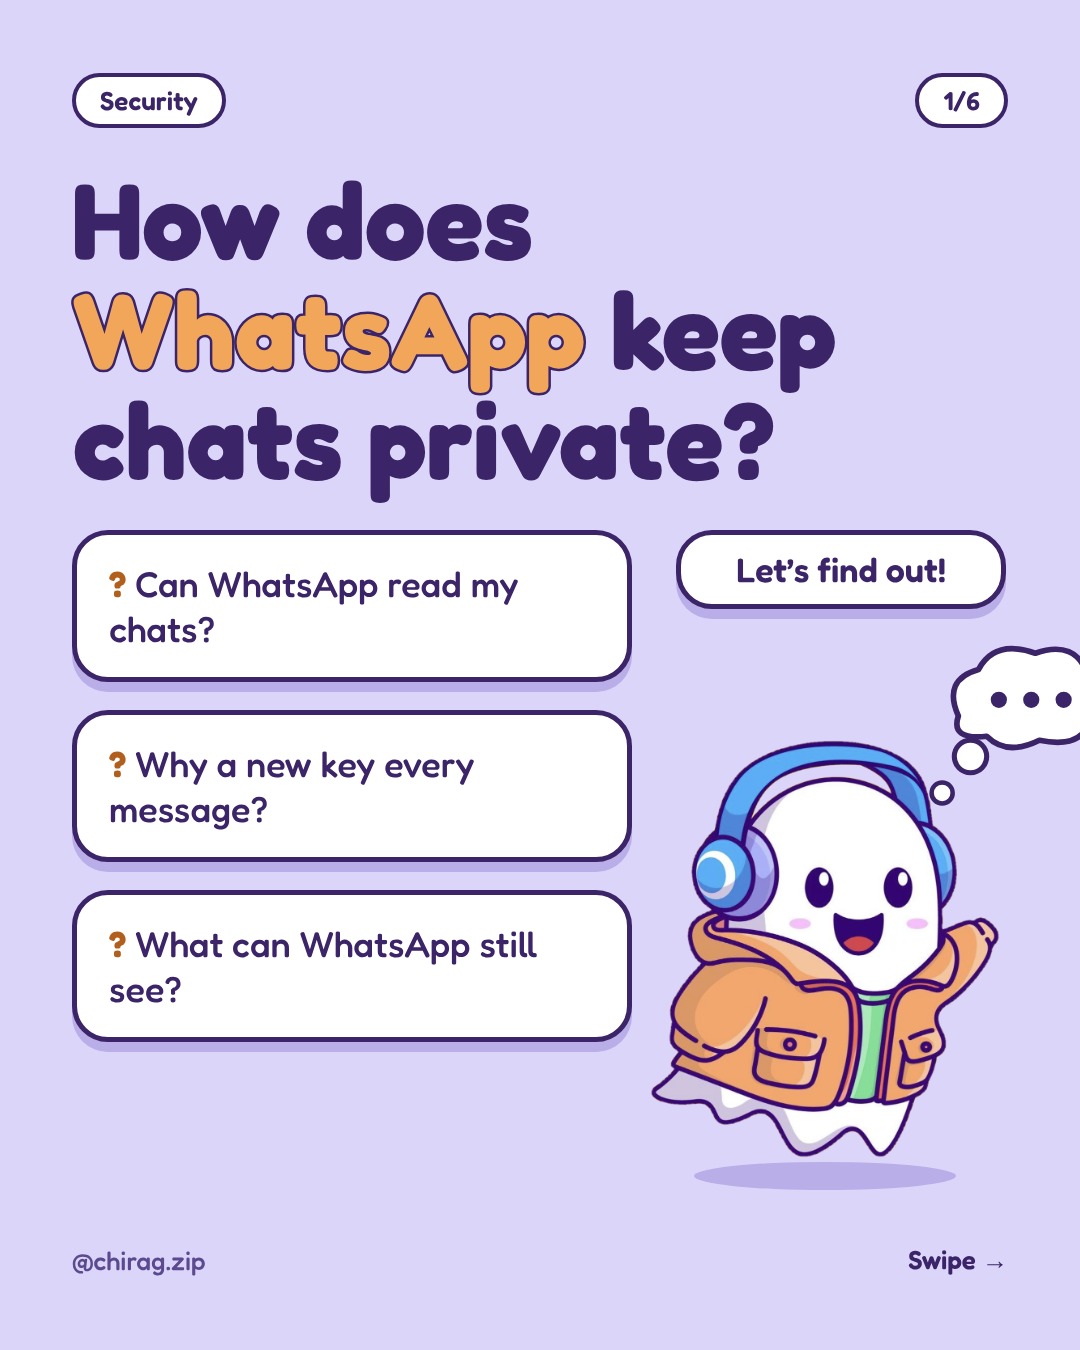 Security
1/6
How does
WhatsApp keep
chats private?
? Can WhatsApp read my
chats?
Let’s find out!
? Why a new key every
message?
? What can WhatsApp still
see?
@chirag.zip
Swipe →